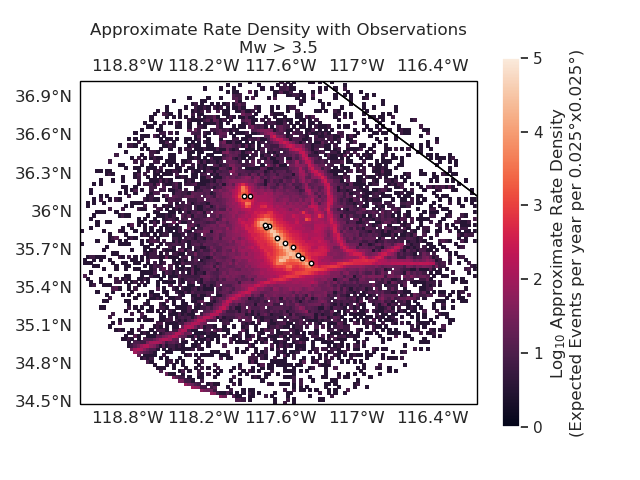 Approximate Rate Density with Observations
Mw > 3.5
118.8°W 118.2°W 117.6°W 117°W 116.4°W
36.9°N
36.6°N
36.3°N
36°N
35.7°N
35.4°N
35.1°N
34.8°N
34.5°N
118.8°W 118.2°W 117.6°W 117°W 116.4°W
5
4
3
2
1
0
Log₁₀ Approximate Rate Density
(Expected Events per year per 0.025°x0.025°)